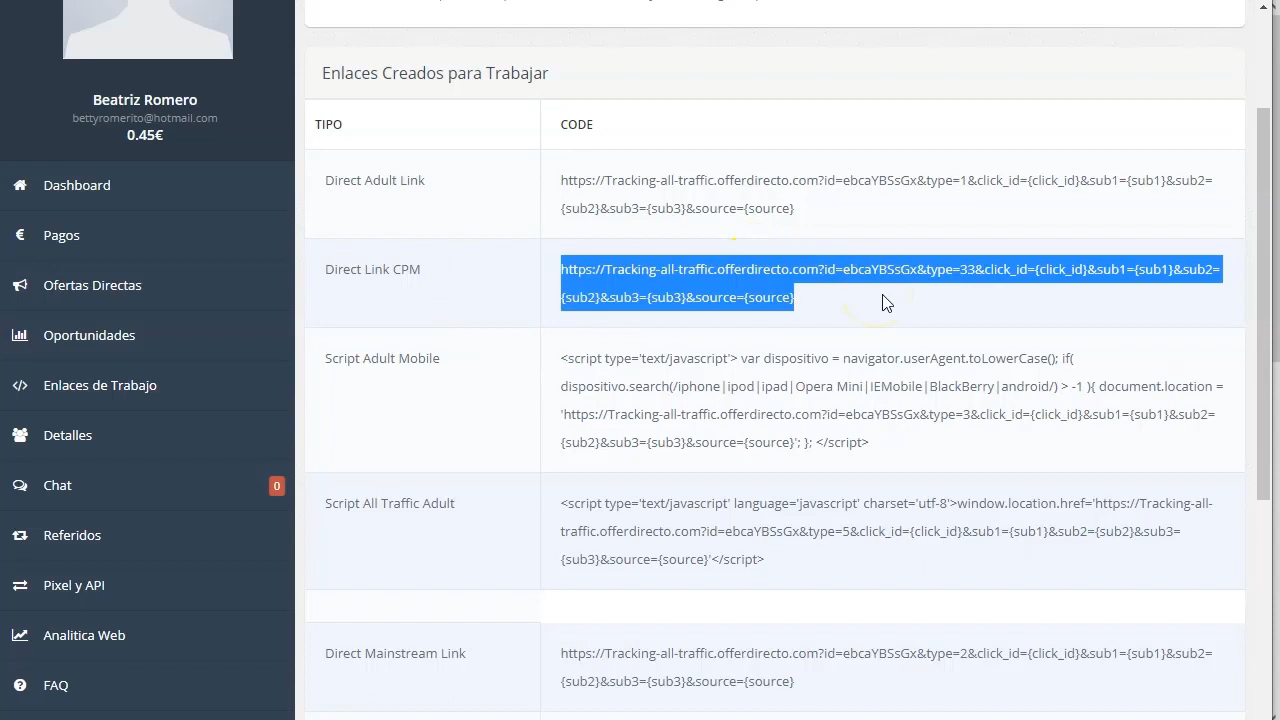 Beatriz Romero
bettyromerito@hotmail.com
0.45€
Dashboard
Pagos
Ofertas Directas
Oportunidades
Enlaces de Trabajo
Detalles
Chat
0
Referidos
Pixel y API
Analitica Web
FAQ
Enlaces Creados para Trabajar
TIPO
CODE
Direct Adult Link
https://Tracking-all-traffic.offerdirecto.com?id=ebcaYBSsGx&type=1&click_id={click_id}&sub1={sub1}&sub2=
{sub2}&sub3={sub3}&source={source}
Direct Link CPM
https://Tracking-all-traffic.offerdirecto.com?id=ebcaYBSsGx&type=33&click_id={click_id}&sub1={sub1}&sub2=
{sub2}&sub3={sub3}&source={source}
Script Adult Mobile
<script type='text/javascript'> var dispositivo = navigator.userAgent.toLowerCase(); if(
dispositivo.search(/iphone|ipod|ipad|Opera Mini|IEMobile|BlackBerry|android/) > -1 ){ document.location =
'https://Tracking-all-traffic.offerdirecto.com?id=ebcaYBSsGx&type=3&click_id={click_id}&sub1={sub1}&sub2=
{sub2}&sub3={sub3}&source={source}'; }; </script>
Script All Traffic Adult
<script type='text/javascript' language='javascript' charset='utf-8'>window.location.href='https://Tracking-all-
traffic.offerdirecto.com?id=ebcaYBSsGx&type=5&click_id={click_id}&sub1={sub1}&sub2={sub2}&sub3=
{sub3}&source={source}'</script>
Direct Mainstream Link
https://Tracking-all-traffic.offerdirecto.com?id=ebcaYBSsGx&type=2&click_id={click_id}&sub1={sub1}&sub2=
{sub2}&sub3={sub3}&source={source}